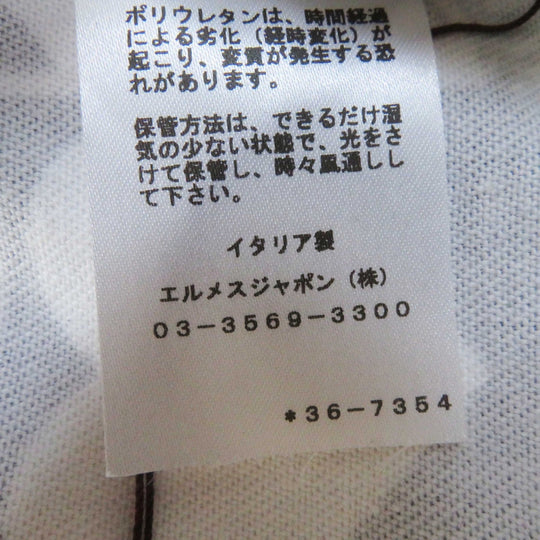 ポリウレタンは、時間経過
による劣化（経時変化）が
起こり、変質が発生する恐
れがあります。
保管方法は、できるだけ湿
気の少ない状態で、光をさ
けて保管し、時々風通しし
て下さい。
イタリア製
エルメスジャポン（株）
03-3569-3300
*36-7354